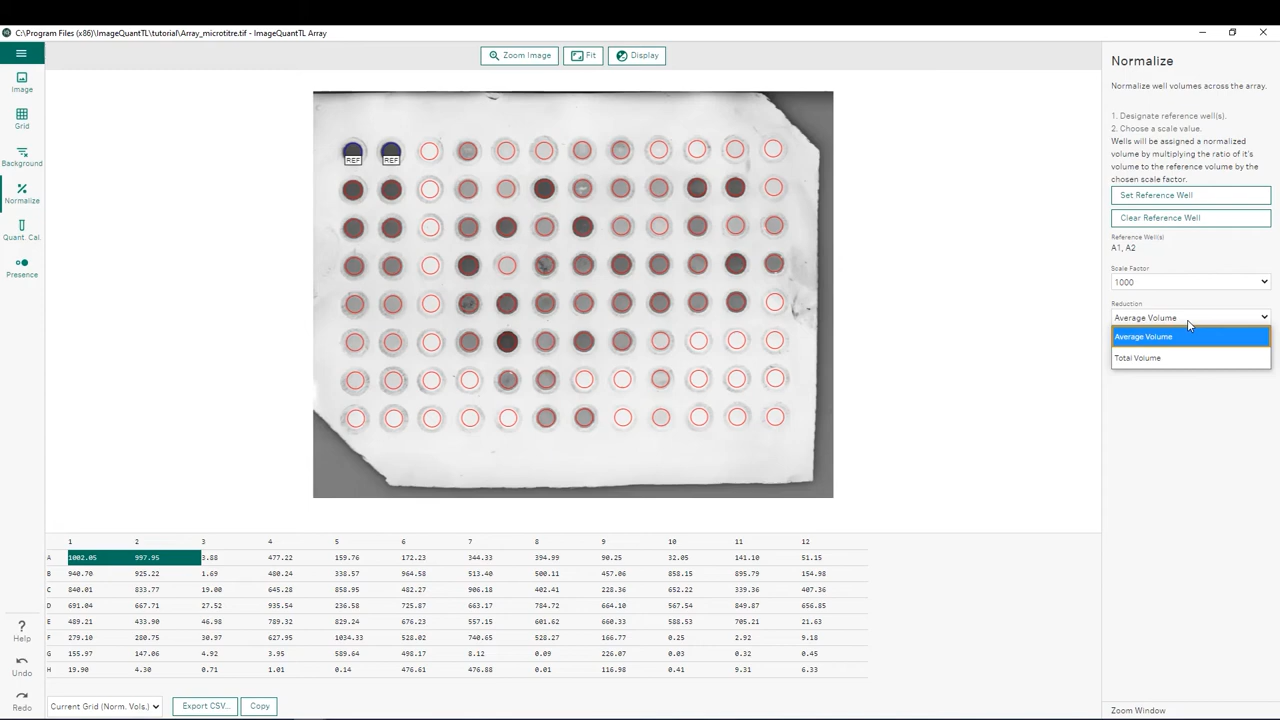 C:\Program Files (x86)\ImageQuantTL\tutorial\Array_microtitre.tif - ImageQuantTL Array
Image
Grid
Background
Normalize
Quant. Cal.
Presence
Help
Undo
Redo
Zoom Image
Fit
Display
REF
REF
Normalize
Normalize well volumes across the array.
1. Designate reference well(s).
2. Choose a scale value.
Wells will be assigned a normalized
volume by multiplying the ratio of it's
volume to the reference volume by the
chosen scale factor.
Set Reference Well
Clear Reference Well
Reference Well(s)
A1, A2
Scale Factor
1000
Reduction
Average Volume
Average Volume
Total Volume
1 2 3 4 5 6 7 8 9 10 11 12
A 1002.05 997.95 3.88 477.22 159.76 172.23 344.33 394.99 90.25 32.05 141.10 51.15
B 940.70 925.22 1.69 480.24 338.57 964.58 513.40 500.11 457.06 858.15 895.79 154.98
C 840.01 833.77 19.00 645.28 858.95 482.27 906.18 402.41 228.36 652.22 339.36 407.36
D 691.04 667.71 27.52 935.54 236.58 725.87 663.17 784.72 664.10 567.54 849.87 656.85
E 489.21 433.90 46.98 789.32 829.24 676.23 557.15 601.62 660.33 588.53 705.21 21.63
F 279.10 280.75 30.97 627.95 1034.33 528.02 740.65 528.27 166.77 0.25 2.92 9.18
G 155.97 147.06 4.92 3.95 589.64 498.17 8.12 0.09 226.07 0.03 0.32 0.45
H 19.90 4.30 0.71 1.01 0.14 476.61 476.88 0.01 116.98 0.41 9.31 6.33
Current Grid (Norm. Vols.)
Export CSV...
Copy
Zoom Window